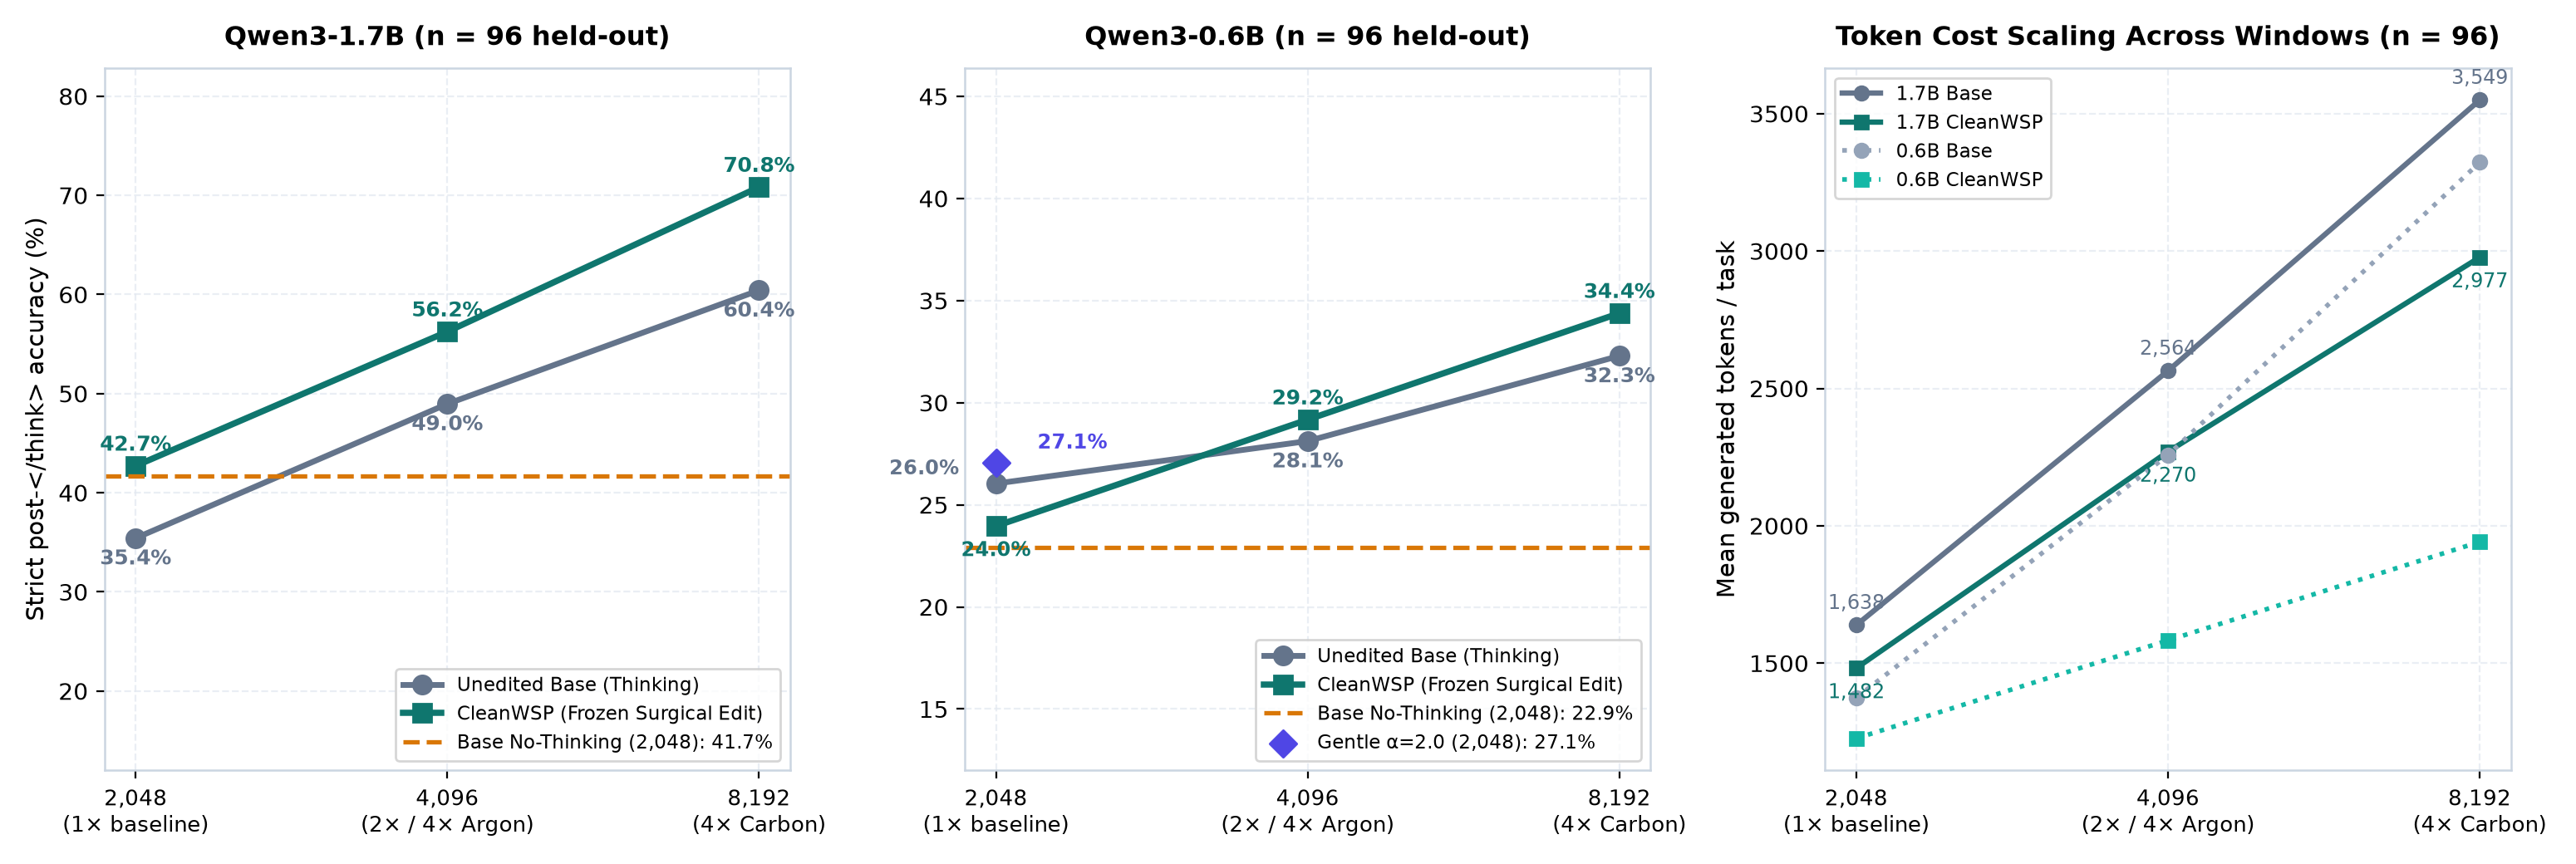 Qwen3-1.7B (n = 96 held-out)
Strict post-</think> accuracy (%)
80
70
60
50
40
30
20
70.8%
56.2%
60.4%
42.7%
49.0%
35.4%
Unedited Base (Thinking)
CleanWSP (Frozen Surgical Edit)
Base No-Thinking (2,048): 41.7%
2,048
(1× baseline)
4,096
(2× / 4× Argon)
8,192
(4× Carbon)
Qwen3-0.6B (n = 96 held-out)
45
40
35
30
25
20
15
34.4%
32.3%
29.2%
28.1%
27.1%
26.0%
24.0%
Unedited Base (Thinking)
CleanWSP (Frozen Surgical Edit)
Base No-Thinking (2,048): 22.9%
Gentle α=2.0 (2,048): 27.1%
2,048
(1× baseline)
4,096
(2× / 4× Argon)
8,192
(4× Carbon)
Token Cost Scaling Across Windows (n = 96)
Mean generated tokens / task
3500
3000
2500
2000
1500
1.7B Base
1.7B CleanWSP
0.6B Base
0.6B CleanWSP
3,549
2,977
2,564
2,270
1,638
1,482
2,048
(1× baseline)
4,096
(2× / 4× Argon)
8,192
(4× Carbon)